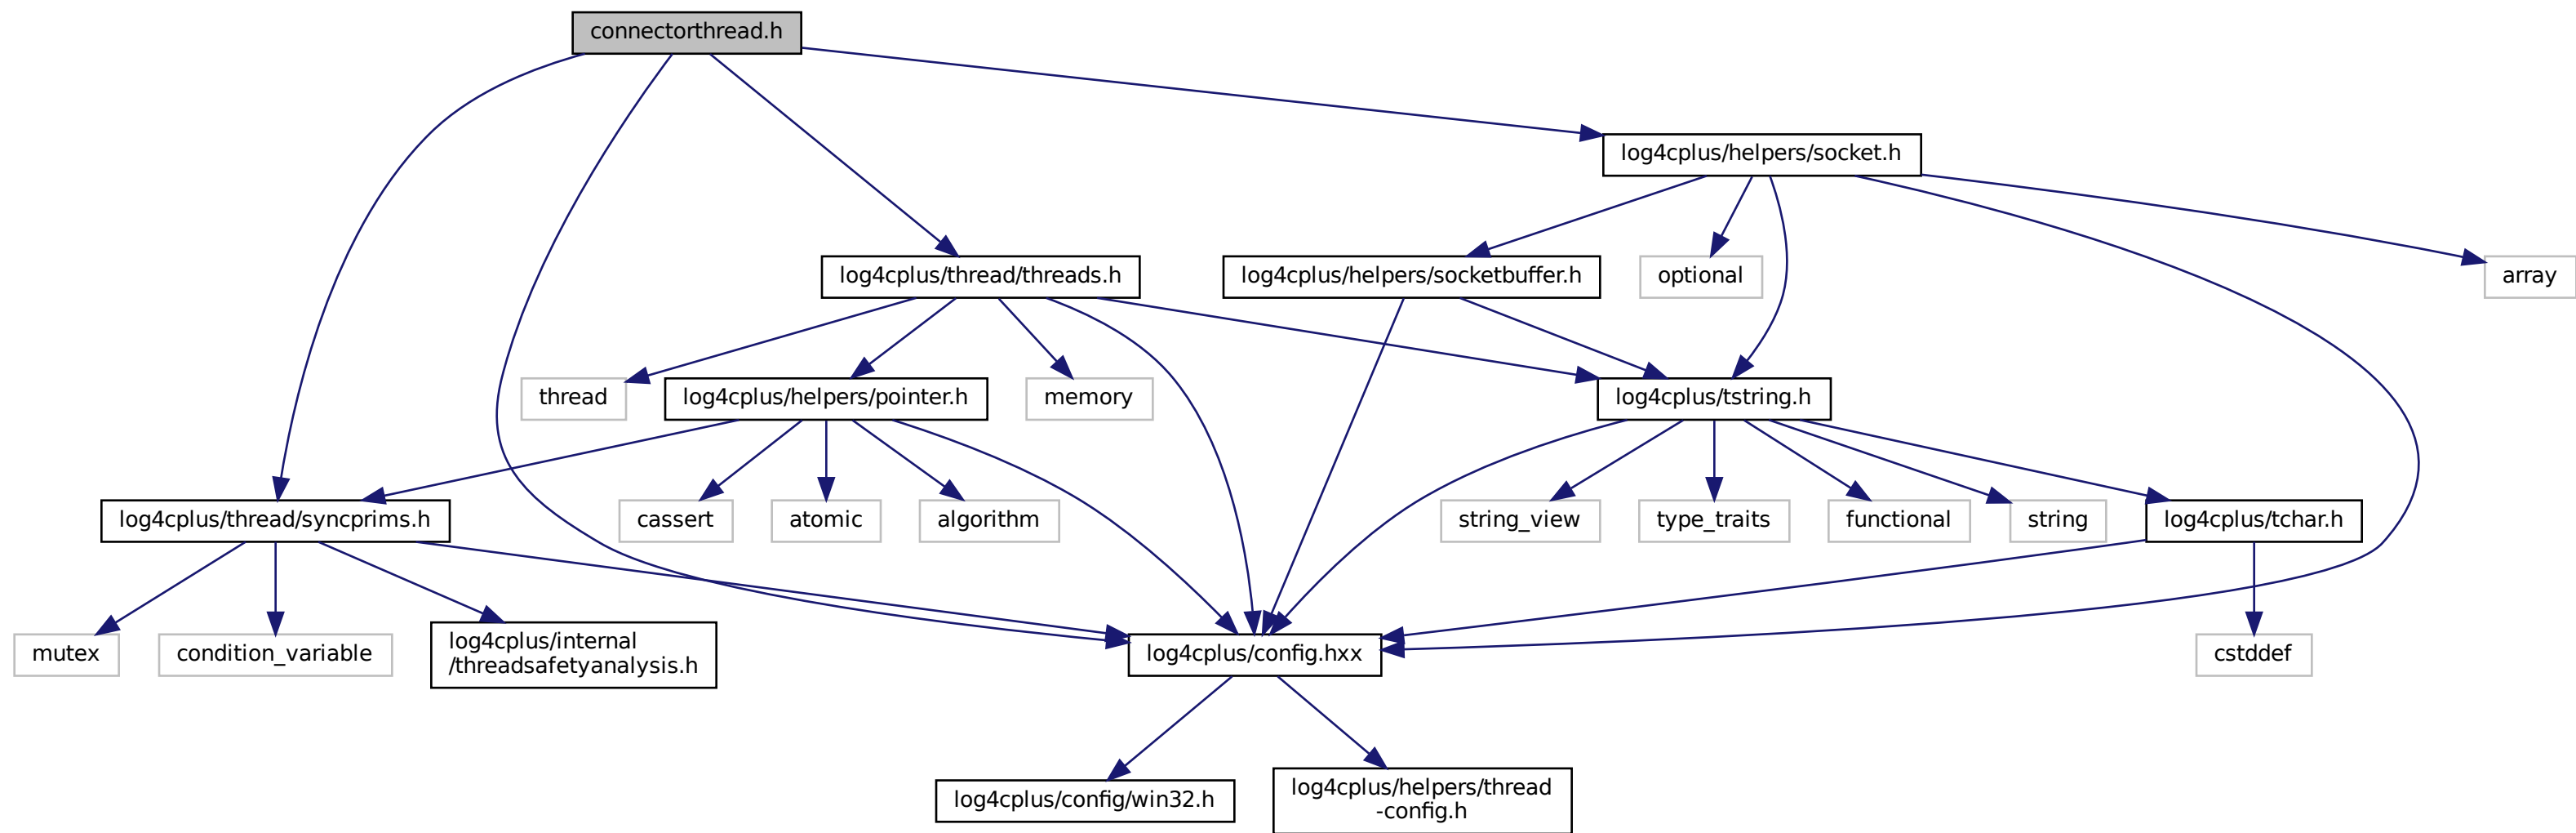 connectorthread.h
log4cplus/helpers/socket.h
log4cplus/thread/threads.h
log4cplus/helpers/socketbuffer.h
optional
array
thread
log4cplus/helpers/pointer.h
memory
log4cplus/tstring.h
log4cplus/thread/syncprims.h
cassert
atomic
algorithm
string_view
type_traits
functional
string
log4cplus/tchar.h
mutex
condition_variable
log4cplus/internal
/threadsafetyanalysis.h
log4cplus/config.hxx
cstddef
log4cplus/config/win32.h
log4cplus/helpers/thread
-config.h